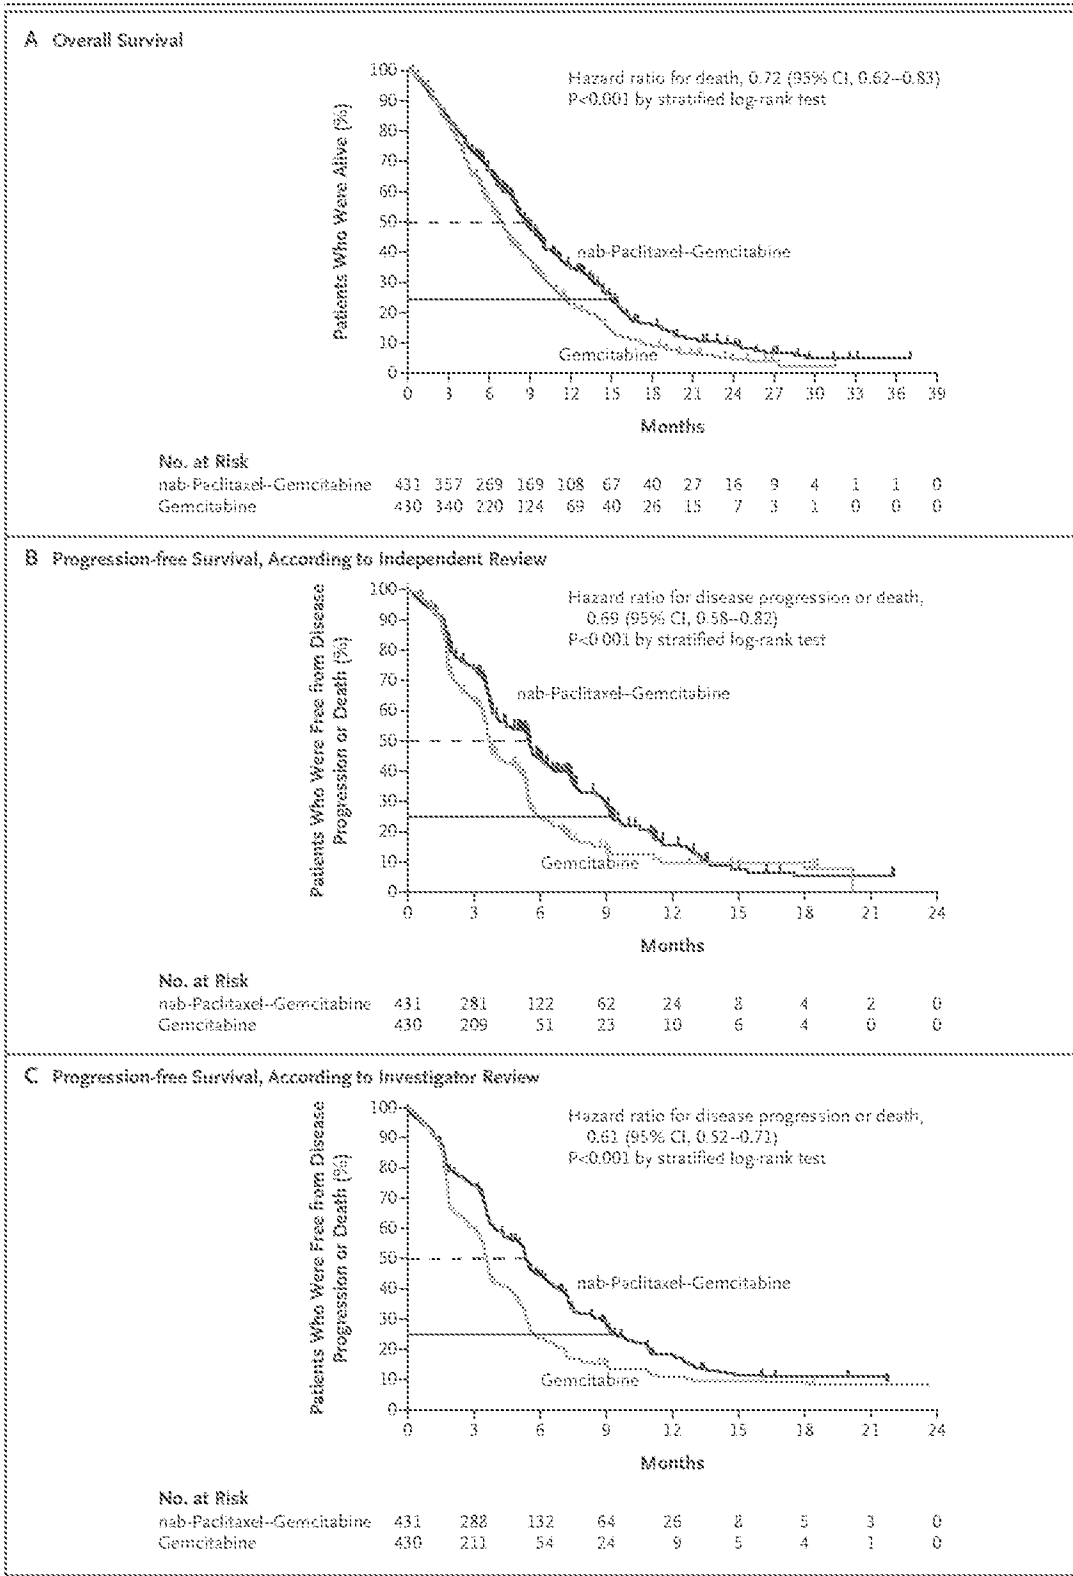 A Overall Survival
Patients Who Were Alive (%)
100
90
80
70
60
50
40
30
20
10
0
Hazard ratio for death, 0.72 (95% CI, 0.62–0.83)
P<0.001 by stratified log-rank test
nab-Paclitaxel–Gemcitabine
Gemcitabine
0 3 6 9 12 15 18 21 24 27 30 33 36 39
Months
No. at Risk
nab-Paclitaxel–Gemcitabine 431 357 269 169 108 67 40 27 16 9 4 1 1 0
Gemcitabine 430 340 220 124 69 40 26 15 7 3 1 0 0 0
B Progression-free Survival, According to Independent Review
Patients Who Were Free from Disease
Progression or Death (%)
100
90
80
70
60
50
40
30
20
10
0
Hazard ratio for disease progression or death,
0.69 (95% CI, 0.58–0.82)
P<0.001 by stratified log-rank test
nab-Paclitaxel–Gemcitabine
Gemcitabine
0 3 6 9 12 15 18 21 24
Months
No. at Risk
nab-Paclitaxel–Gemcitabine 431 281 122 62 24 8 4 2 0
Gemcitabine 430 209 51 23 10 6 4 0 0
C Progression-free Survival, According to Investigator Review
Patients Who Were Free from Disease
Progression or Death (%)
100
90
80
70
60
50
40
30
20
10
0
Hazard ratio for disease progression or death,
0.61 (95% CI, 0.52–0.71)
P<0.001 by stratified log-rank test
nab-Paclitaxel–Gemcitabine
Gemcitabine
0 3 6 9 12 15 18 21 24
Months
No. at Risk
nab-Paclitaxel–Gemcitabine 431 288 132 64 26 8 5 3 0
Gemcitabine 430 211 54 24 9 5 4 1 0